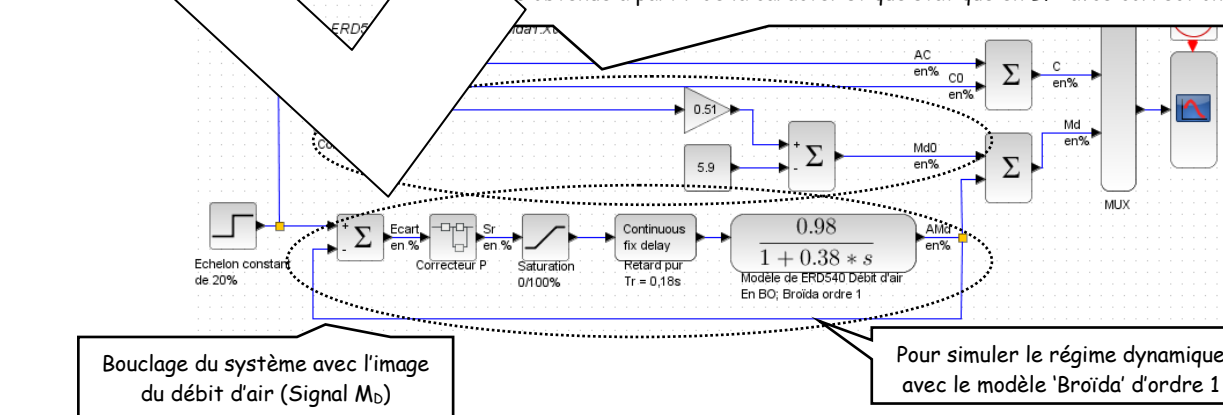 AC
en%
C0
en%
C
en%
0.51
5.9
Σ
Σ
Σ
Md0
en%
Md
en%
MUX
Echelon constant
de 20%
Σ
Ecart
en %
Correcteur P
Sr
en %
Saturation
0/100%
Continuous
fix delay
Retard pur
Tr = 0,18s
0.98
1 + 0.38 * s
Modèle de ERD540 Débit d'air
En BO; Broïda ordre 1
AMd
en%
Bouclage du système avec l'image
du débit d'air (Signal MD)
Pour simuler le régime dynamique
avec le modèle 'Broïda' d'ordre 1